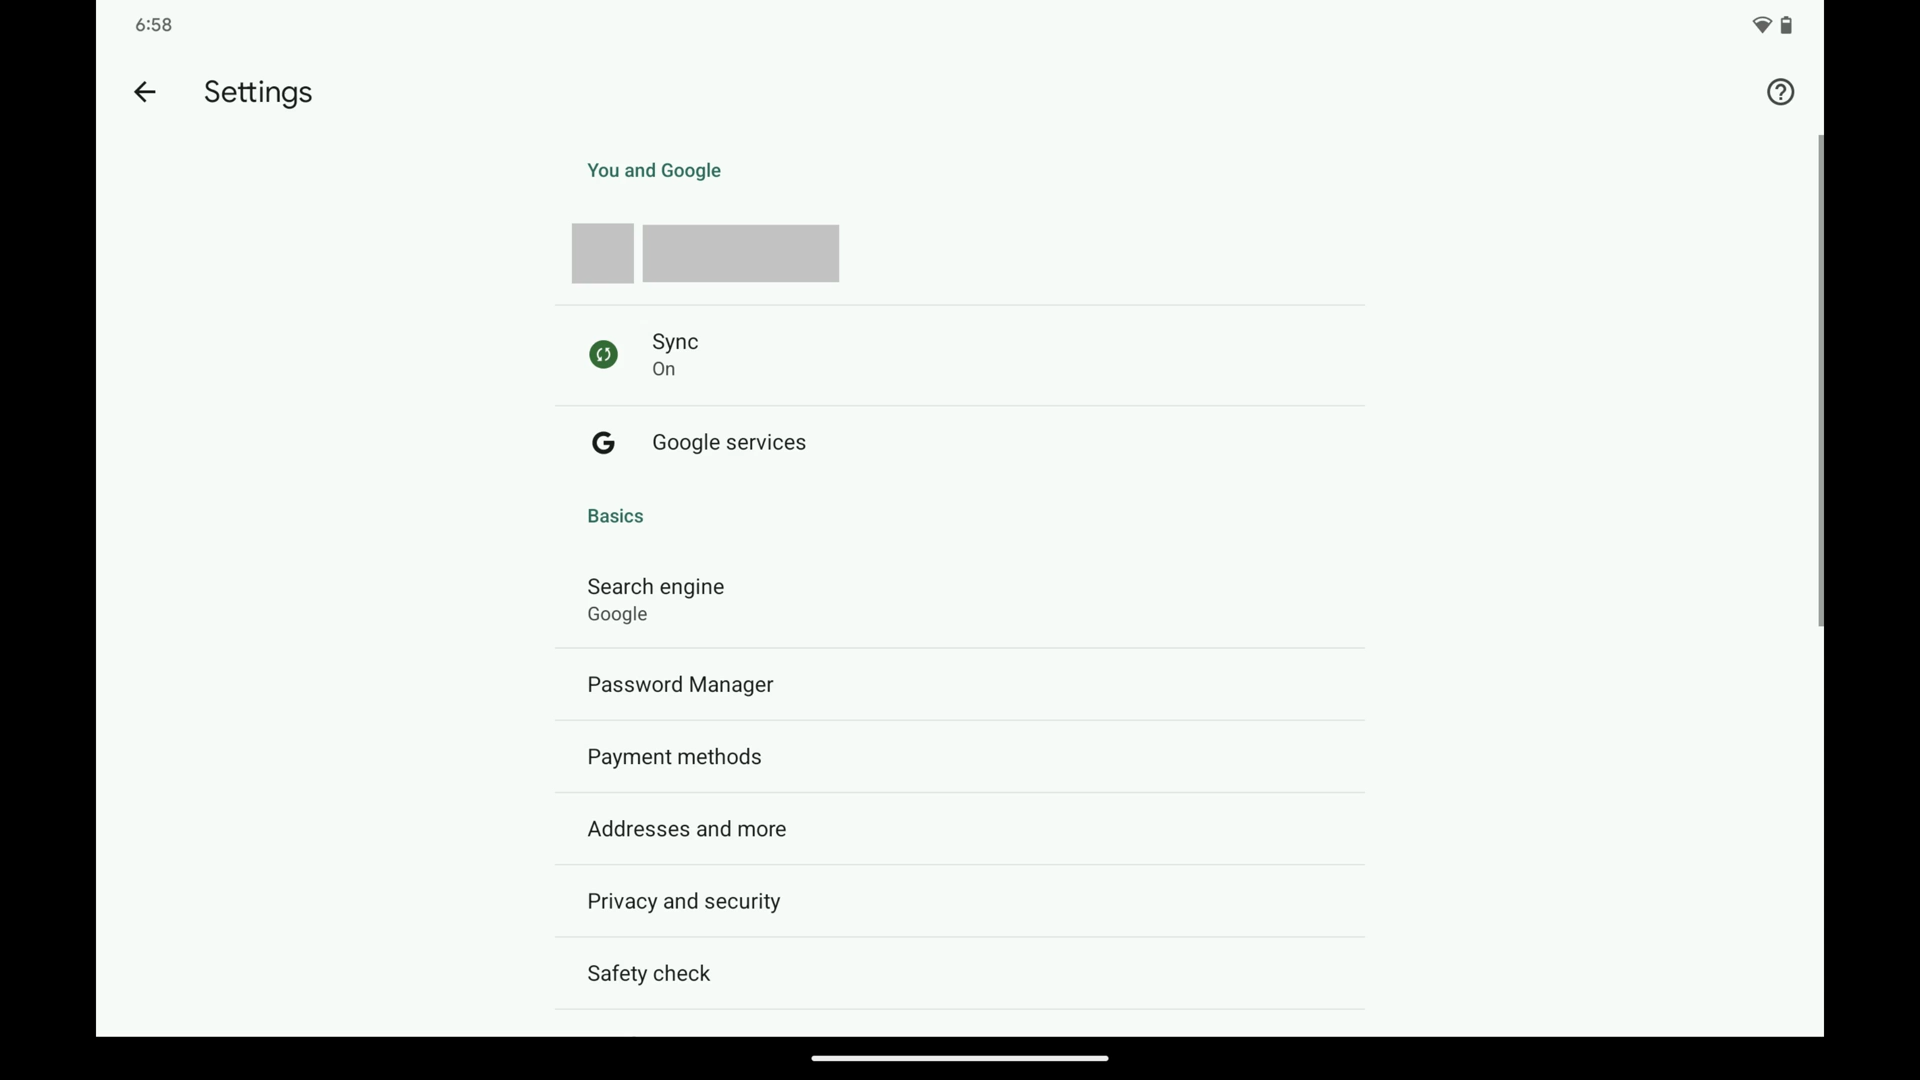 6:58
Settings
You and Google
Sync
On
Google services
Basics
Search engine
Google
Password Manager
Payment methods
Addresses and more
Privacy and security
Safety check